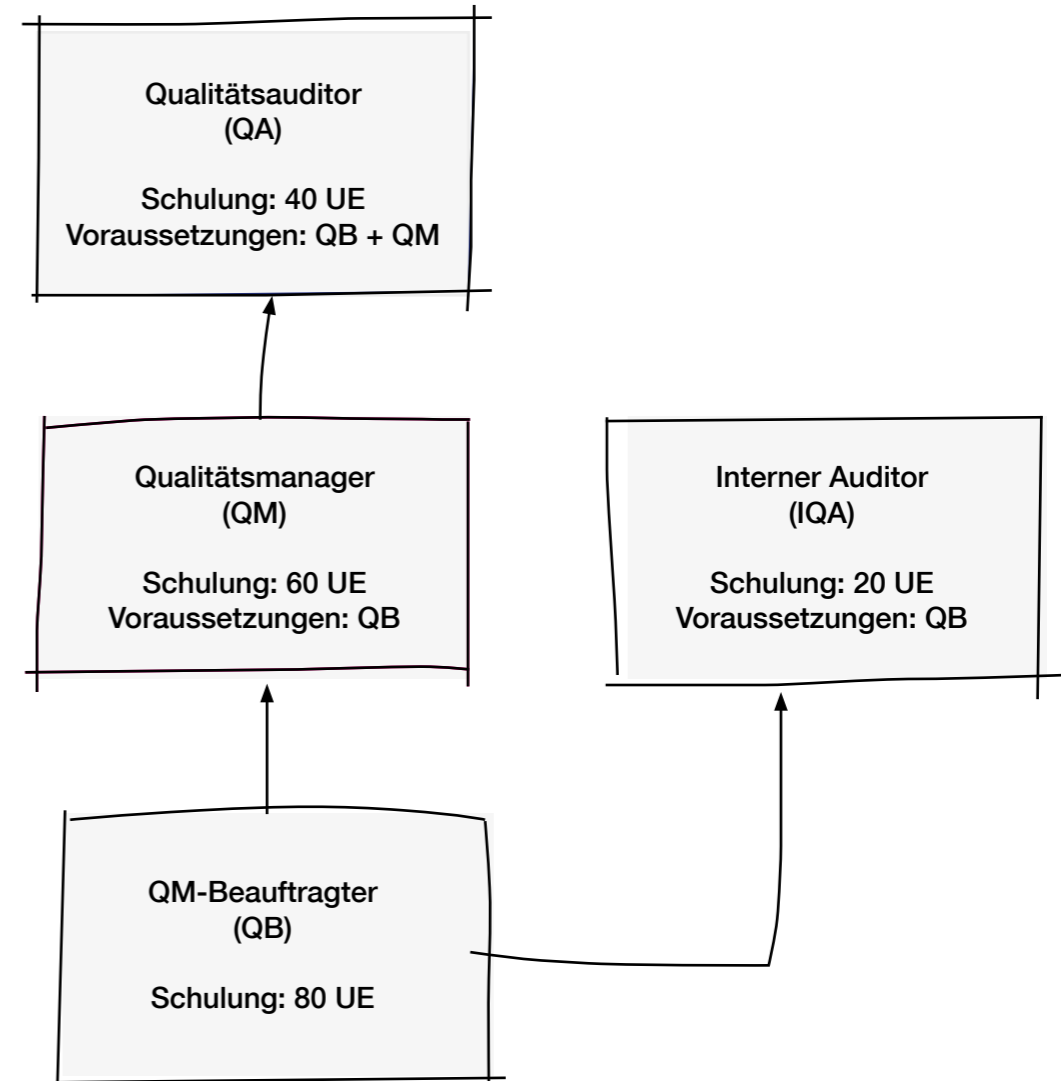 Qualitätsauditor
(QA)
Schulung: 40 UE
Voraussetzungen: QB + QM
Qualitätsmanager
(QM)
Schulung: 60 UE
Voraussetzungen: QB
Interner Auditor
(IQA)
Schulung: 20 UE
Voraussetzungen: QB
QM-Beauftragter
(QB)
Schulung: 80 UE